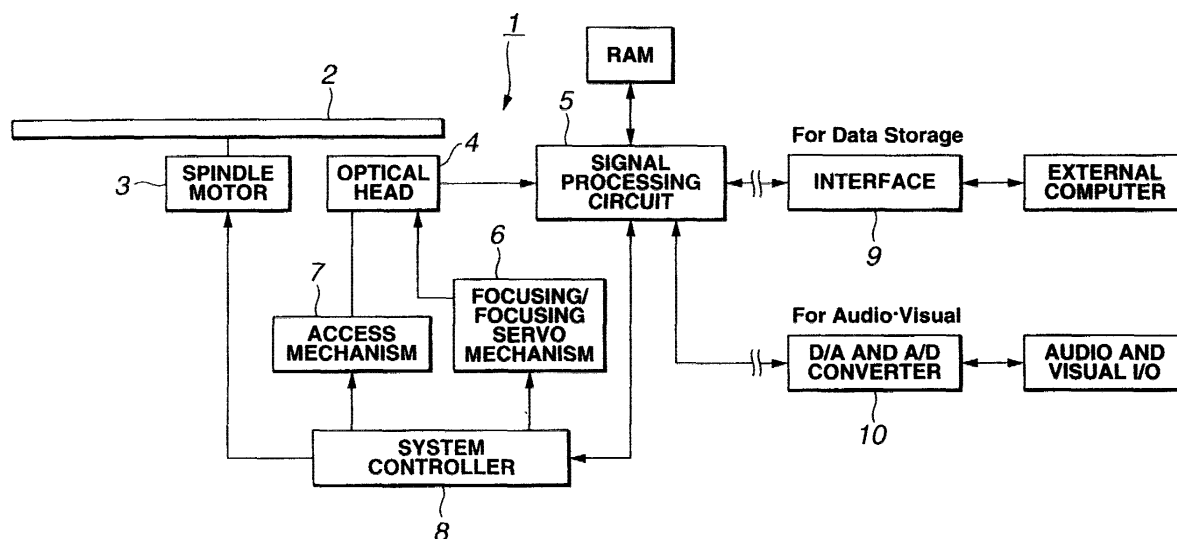 1
RAM
2
5
4
For Data Storage
3
SPINDLE
MOTOR
OPTICAL
HEAD
SIGNAL
PROCESSING
CIRCUIT
INTERFACE
EXTERNAL
COMPUTER
9
6
7
FOCUSING/
FOCUSING
SERVO
MECHANISM
For Audio·Visual
ACCESS
MECHANISM
D/A AND A/D
CONVERTER
AUDIO AND
VISUAL I/O
10
SYSTEM
CONTROLLER
8